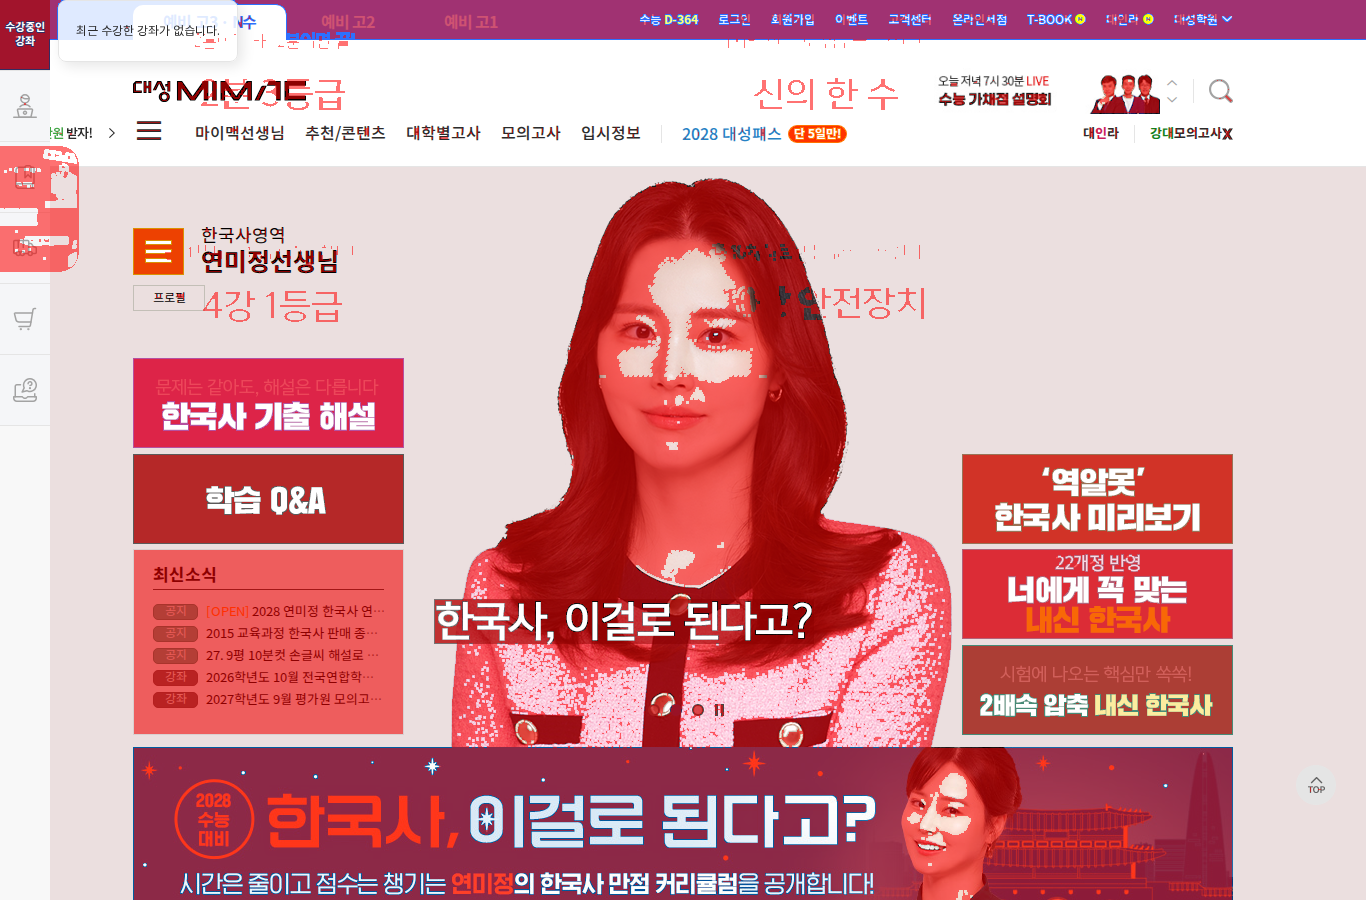 수강중인
강좌
최근 수강한 강좌가 없습니다.
예비 고3 · N수
예비 고2
예비 고1
수능 D-364
로그인
회원가입
이벤트
고객센터
온라인서점
T-BOOK N
대인라 N
대성학원
2분 3등급
신의 한 수
대성 MIMAC
오늘 저녁 7시 30분 LIVE
수능 가채점 설명회
만원 받자!
마이맥선생님
추천/콘텐츠
대학별고사
모의고사
입시정보
2028 대성패스
단 5일만!
대인라
강대모의고사X
한국사영역
연미정선생님
프로필
4강 1등급
안전장치
문제는 같아도, 해설은 다릅니다
한국사 기출 해설
학습 Q&A
최신소식
공지 [OPEN] 2028 연미정 한국사 연…
공지 2015 교육과정 한국사 판매 종…
공지 27. 9평 10분컷 손글씨 해설로 …
강좌 2026학년도 10월 전국연합학…
강좌 2027학년도 9월 평가원 모의고…
한국사, 이걸로 된다고?
‘역알못’
한국사 미리보기
22개정 반영
너에게 꼭 맞는
내신 한국사
시험에 나오는 핵심만 쏙쏙!
2배속 압축 내신 한국사
2028
수능
대비
한국사, 이걸로 된다고?
시간은 줄이고 점수는 챙기는 연미정의 한국사 만점 커리큘럼을 공개합니다!
TOP